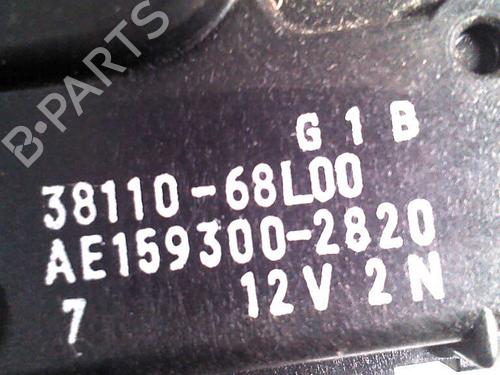 B-PARTS
G 1 B
38110-68L00
AE159300-2820
12V 2N
7